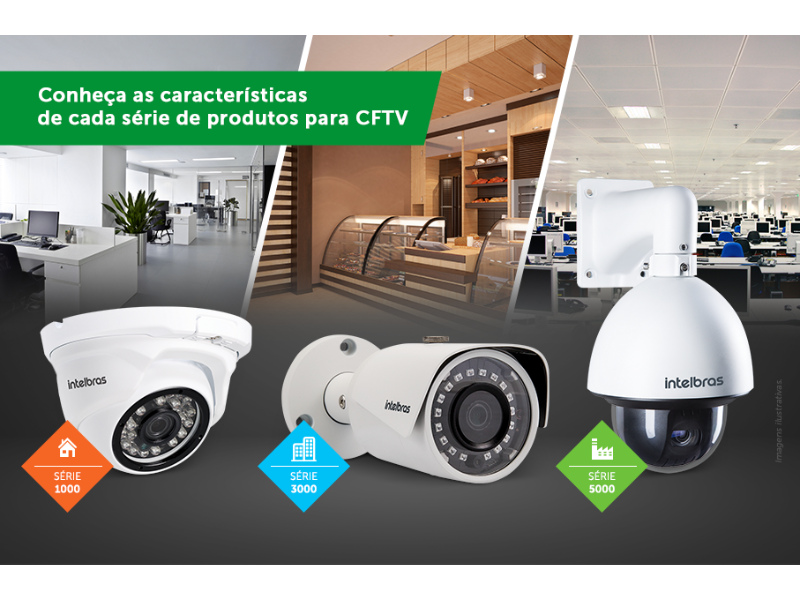 Conheça as características
de cada série de produtos para CFTV
intelbras
intelbras
intelbras
SÉRIE
1000
SÉRIE
3000
SÉRIE
5000
Imagens ilustrativas.